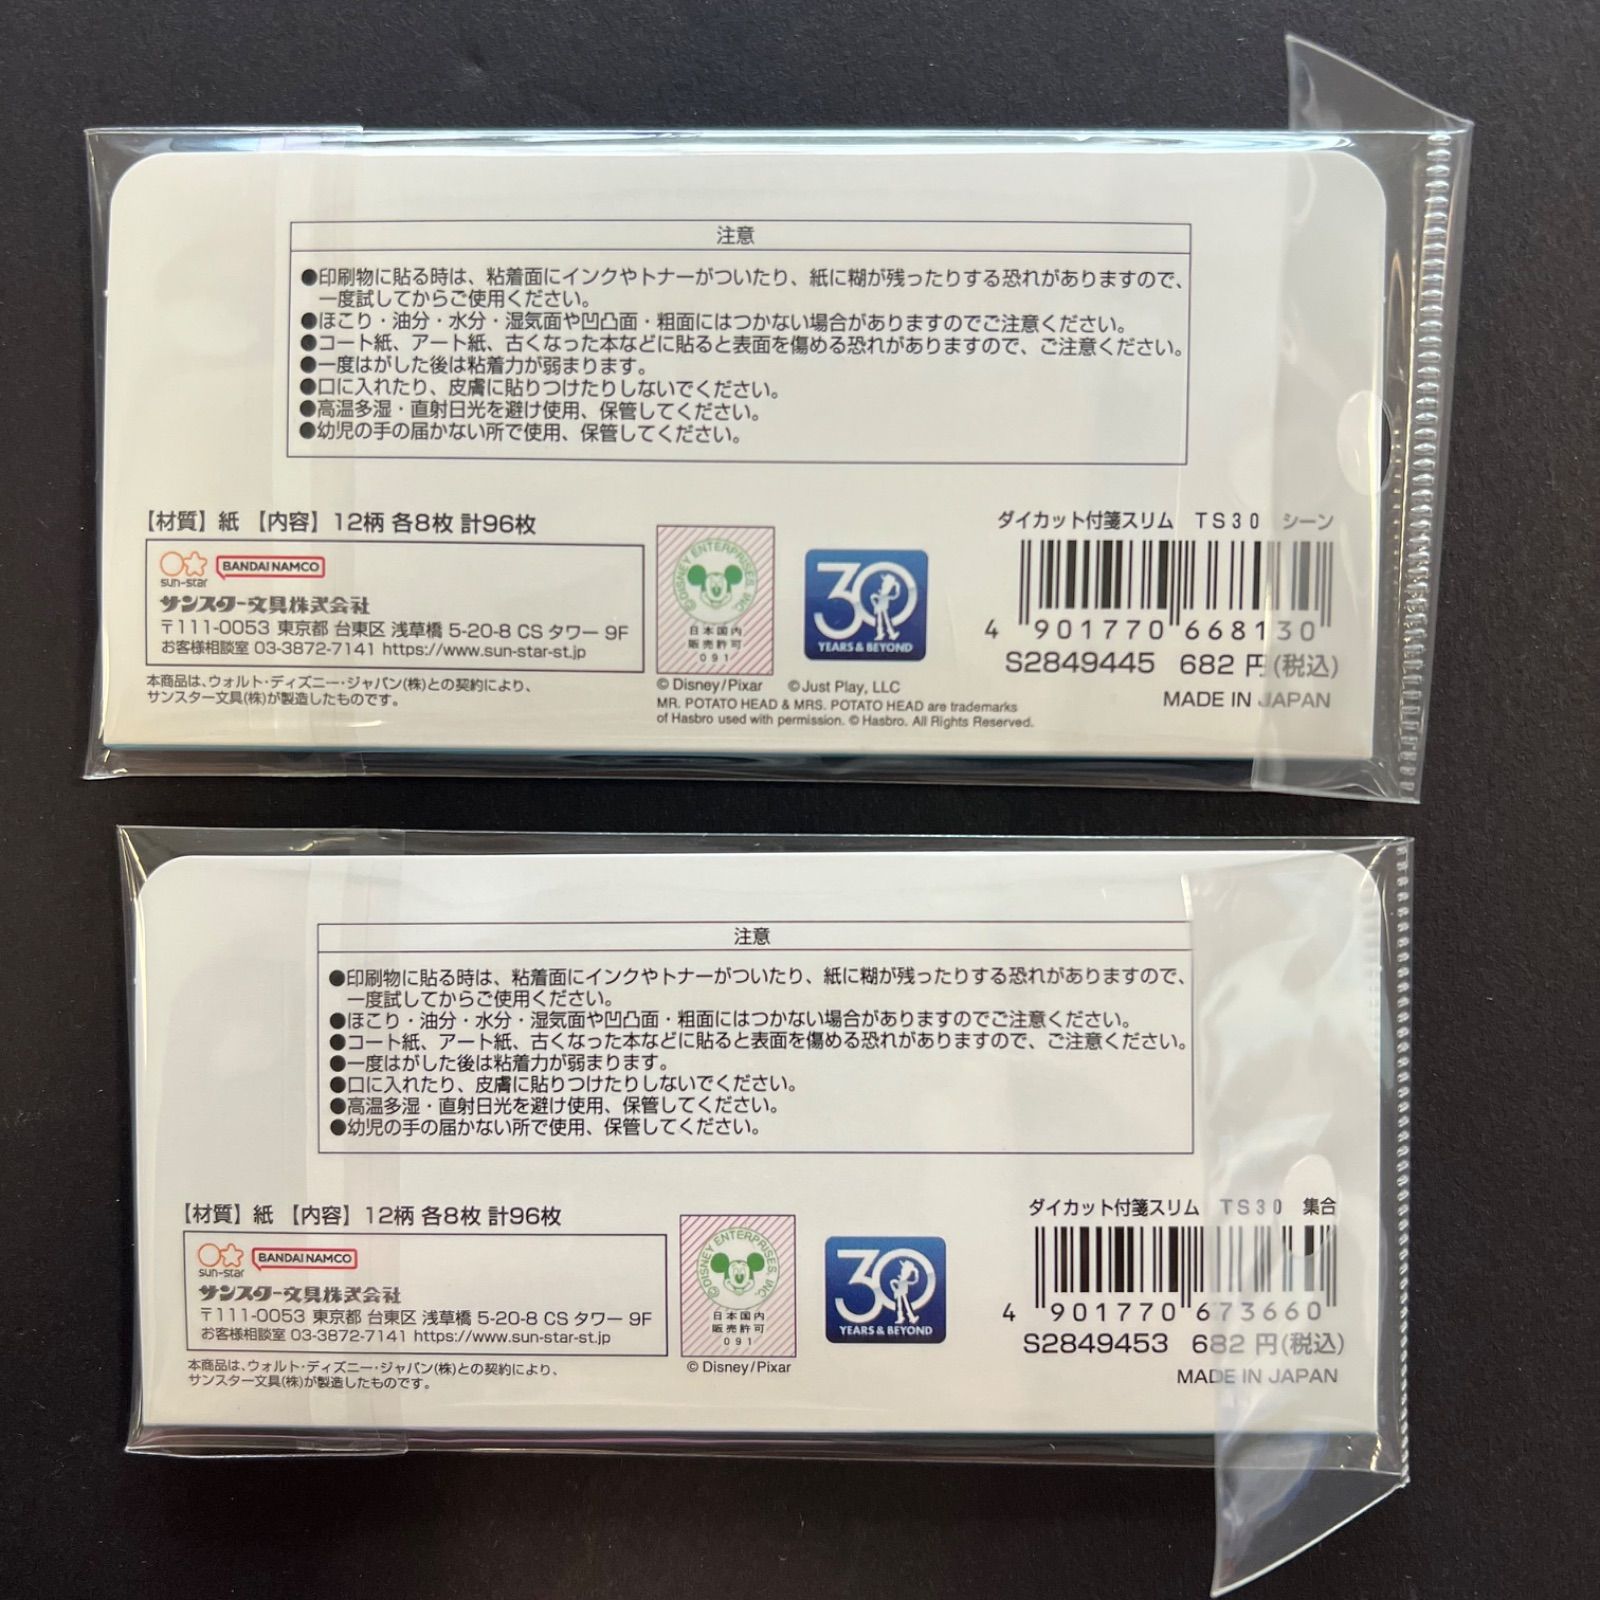 注意
●印刷物に貼る時は、粘着面にインクやトナーがついたり、紙に糊が残ったりする恐れがありますので、
一度試してからご使用ください。
●ほこり・油分・水分・湿気面や凹凸面・粗面にはつかない場合がありますのでご注意ください。
●コート紙、アート紙、古くなった本などに貼ると表面を傷める恐れがありますので、ご注意ください。
●一度はがした後は粘着力が弱まります。
●口に入れたり、皮膚に貼りつけたりしないでください。
●高温多湿・直射日光を避け使用、保管してください。
●幼児の手の届かない所で使用、保管してください。
【材質】紙 【内容】12柄 各8枚 計96枚
sun-star BANDAI NAMCO
サンスター文具株式会社
〒111-0053 東京都 台東区 浅草橋 5-20-8 CS タワー 9F
お客様相談室 03-3872-7141 https://www.sun-star-st.jp
本商品は、ウォルト・ディズニー・ジャパン(株)との契約により、
サンスター文具(株)が製造したものです。
©DISNEY ENTERPRISES, INC.
日本国内
販売許可
091
30
YEARS & BEYOND
© Disney/Pixar ©Just Play, LLC
MR. POTATO HEAD & MRS. POTATO HEAD are trademarks
of Hasbro used with permission. © Hasbro. All Rights Reserved.
ダイカット付箋スリム TS30 シーン
4 901770 668130
S2849445 682円(税込)
MADE IN JAPAN
注意
●印刷物に貼る時は、粘着面にインクやトナーがついたり、紙に糊が残ったりする恐れがありますので、
一度試してからご使用ください。
●ほこり・油分・水分・湿気面や凹凸面・粗面にはつかない場合がありますのでご注意ください。
●コート紙、アート紙、古くなった本などに貼ると表面を傷める恐れがありますので、ご注意ください。
●一度はがした後は粘着力が弱まります。
●口に入れたり、皮膚に貼りつけたりしないでください。
●高温多湿・直射日光を避け使用、保管してください。
●幼児の手の届かない所で使用、保管してください。
【材質】紙 【内容】12柄 各8枚 計96枚
sun-star BANDAI NAMCO
サンスター文具株式会社
〒111-0053 東京都 台東区 浅草橋 5-20-8 CS タワー 9F
お客様相談室 03-3872-7141 https://www.sun-star-st.jp
本商品は、ウォルト・ディズニー・ジャパン(株)との契約により、
サンスター文具(株)が製造したものです。
©DISNEY ENTERPRISES, INC.
日本国内
販売許可
091
© Disney/Pixar
30
YEARS & BEYOND
ダイカット付箋スリム TS30 集合
4 901770 673660
S2849453 682円(税込)
MADE IN JAPAN